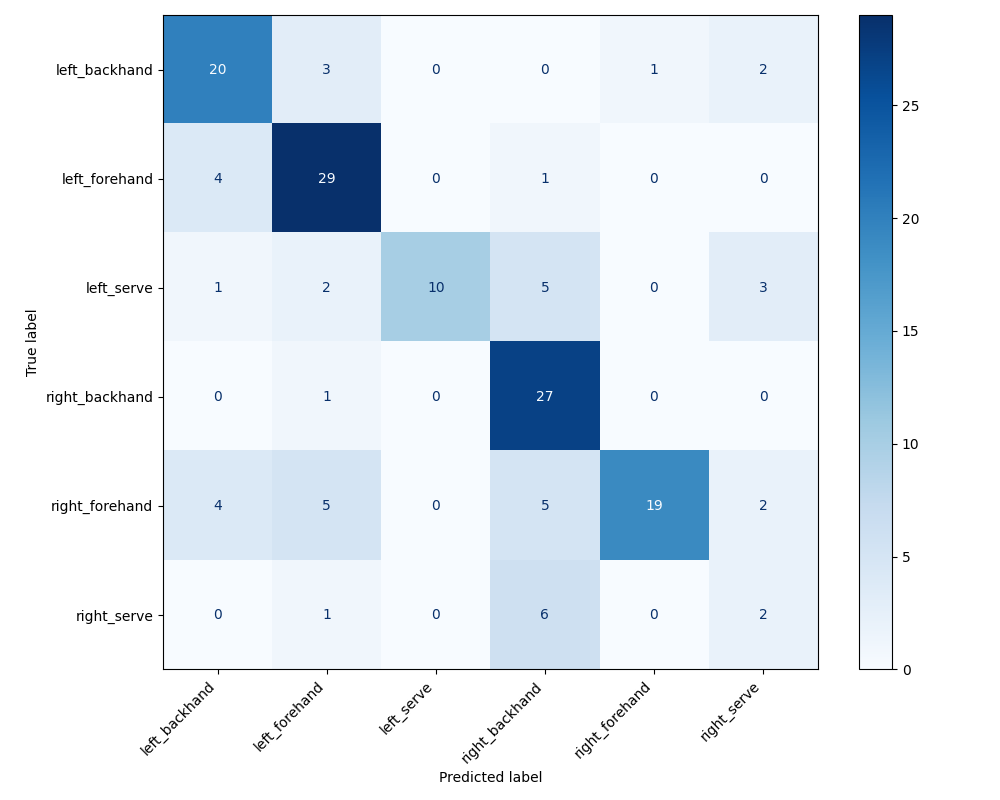 left_backhand 20 3 0 0 1 2
left_forehand 4 29 0 1 0 0
left_serve 1 2 10 5 0 3
right_backhand 0 1 0 27 0 0
right_forehand 4 5 0 5 19 2
right_serve 0 1 0 6 0 2
left_backhand left_forehand left_serve right_backhand right_forehand right_serve
Predicted label
True label
25
20
15
10
5
0